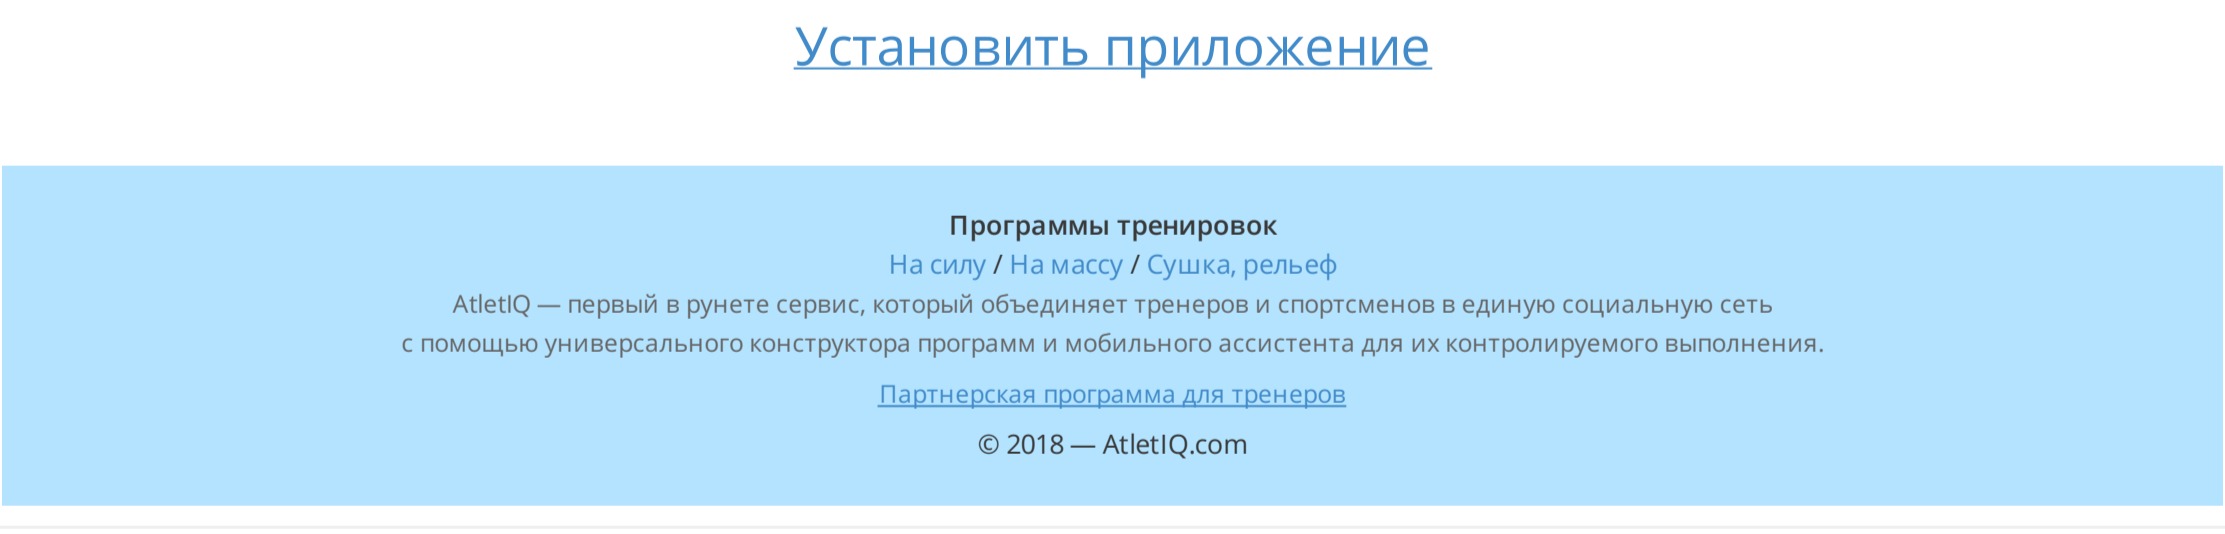 Установить приложение
Программы тренировок
На силу / На массу / Сушка, рельеф
AtletIQ — первый в рунете сервис, который объединяет тренеров и спортсменов в единую социальную сеть
с помощью универсального конструктора программ и мобильного ассистента для их контролируемого выполнения.
Партнерская программа для тренеров
© 2018 — AtletIQ.com